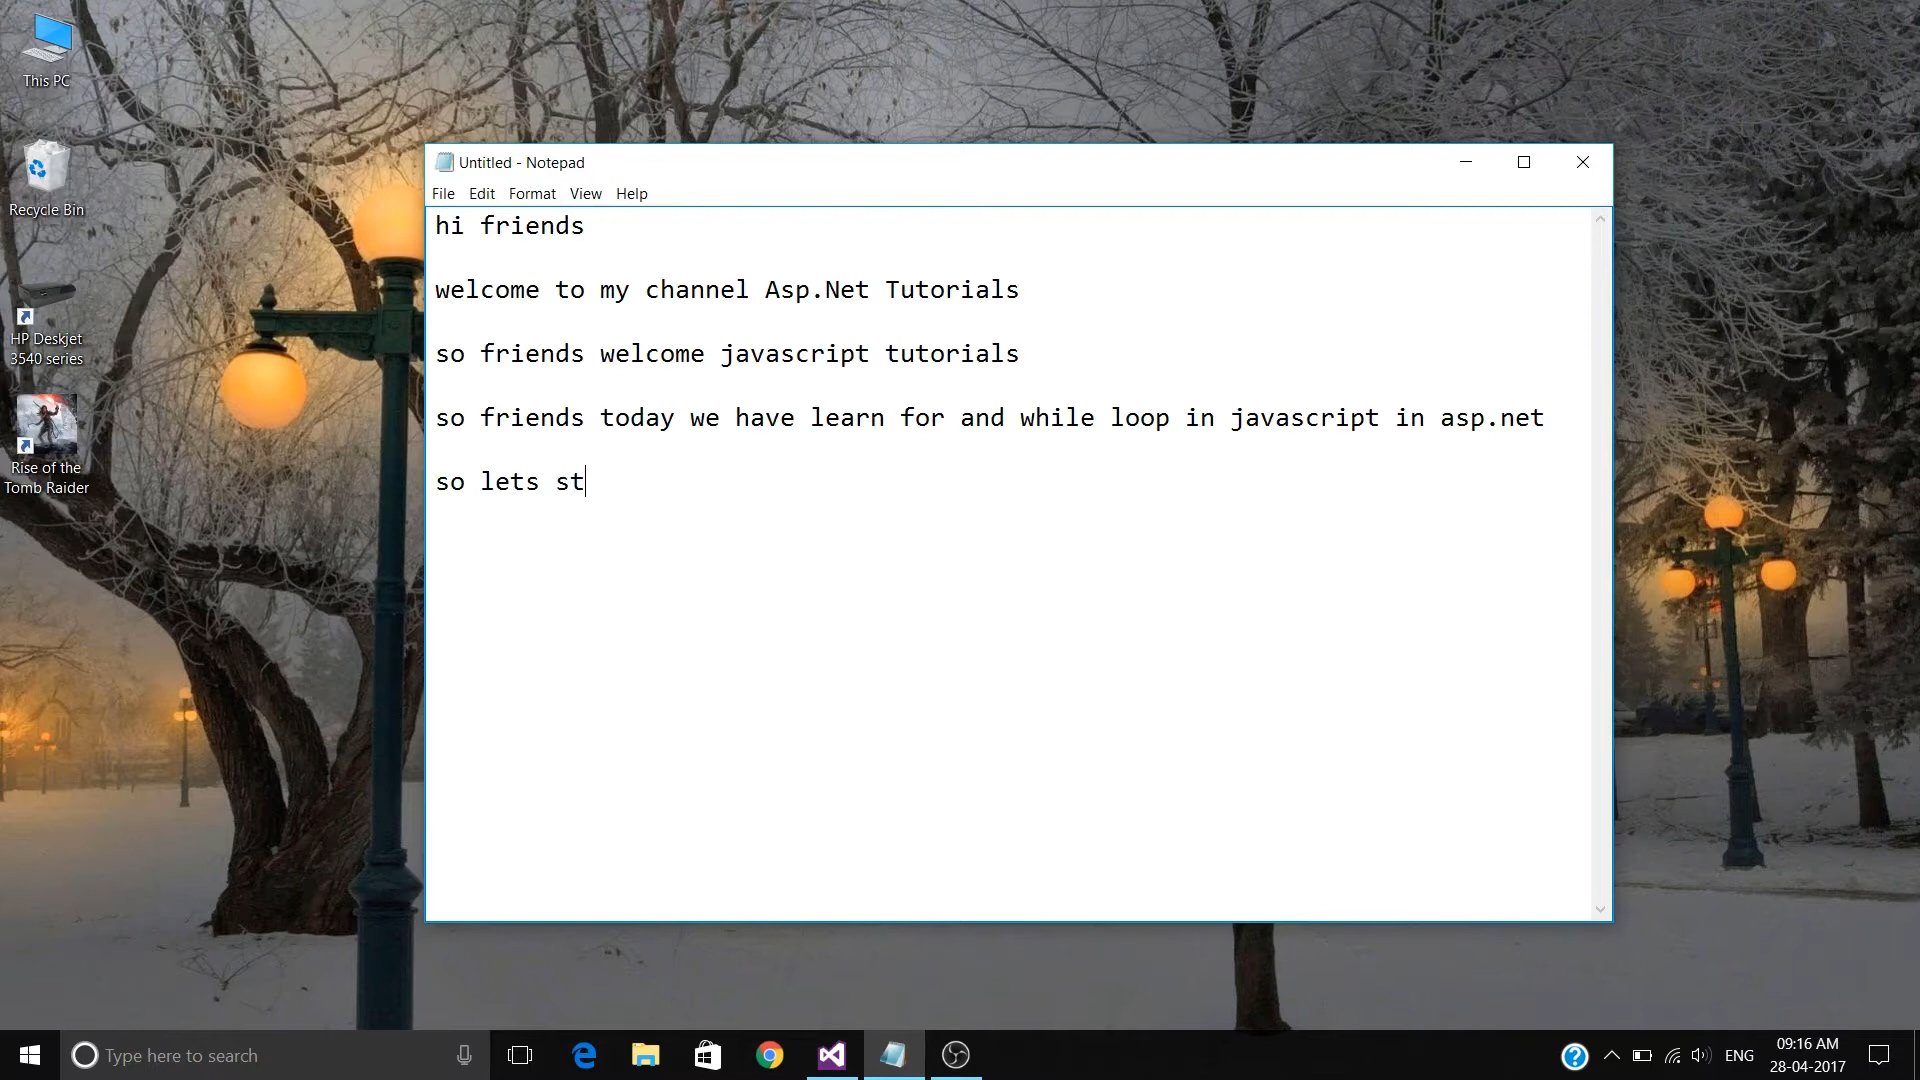 This PC
Recycle Bin
HP Deskjet
3540 series
Rise of the
Tomb Raider
Untitled - Notepad
File Edit Format View Help
hi friends
welcome to my channel Asp.Net Tutorials
so friends welcome javascript tutorials
so friends today we have learn for and while loop in javascript in asp.net
so lets st
Type here to search
ENG
09:16 AM
28-04-2017